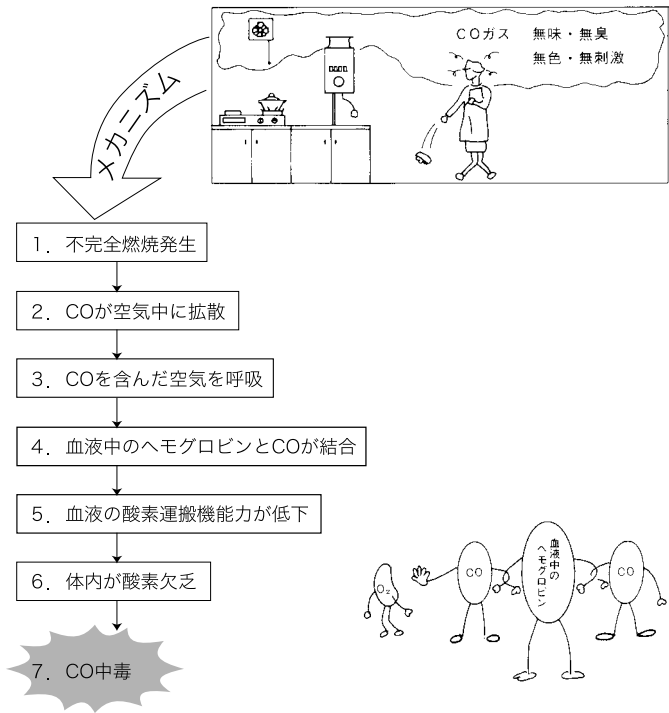 COガス 無味・無臭
無色・無刺激
メカニズム
1．不完全燃焼発生
2．COが空気中に拡散
3．COを含んだ空気を呼吸
4．血液中のヘモグロビンとCOが結合
5．血液の酸素運搬機能力が低下
6．体内が酸素欠乏
7．CO中毒
O₂
CO
血液中の
ヘモグロビン
CO